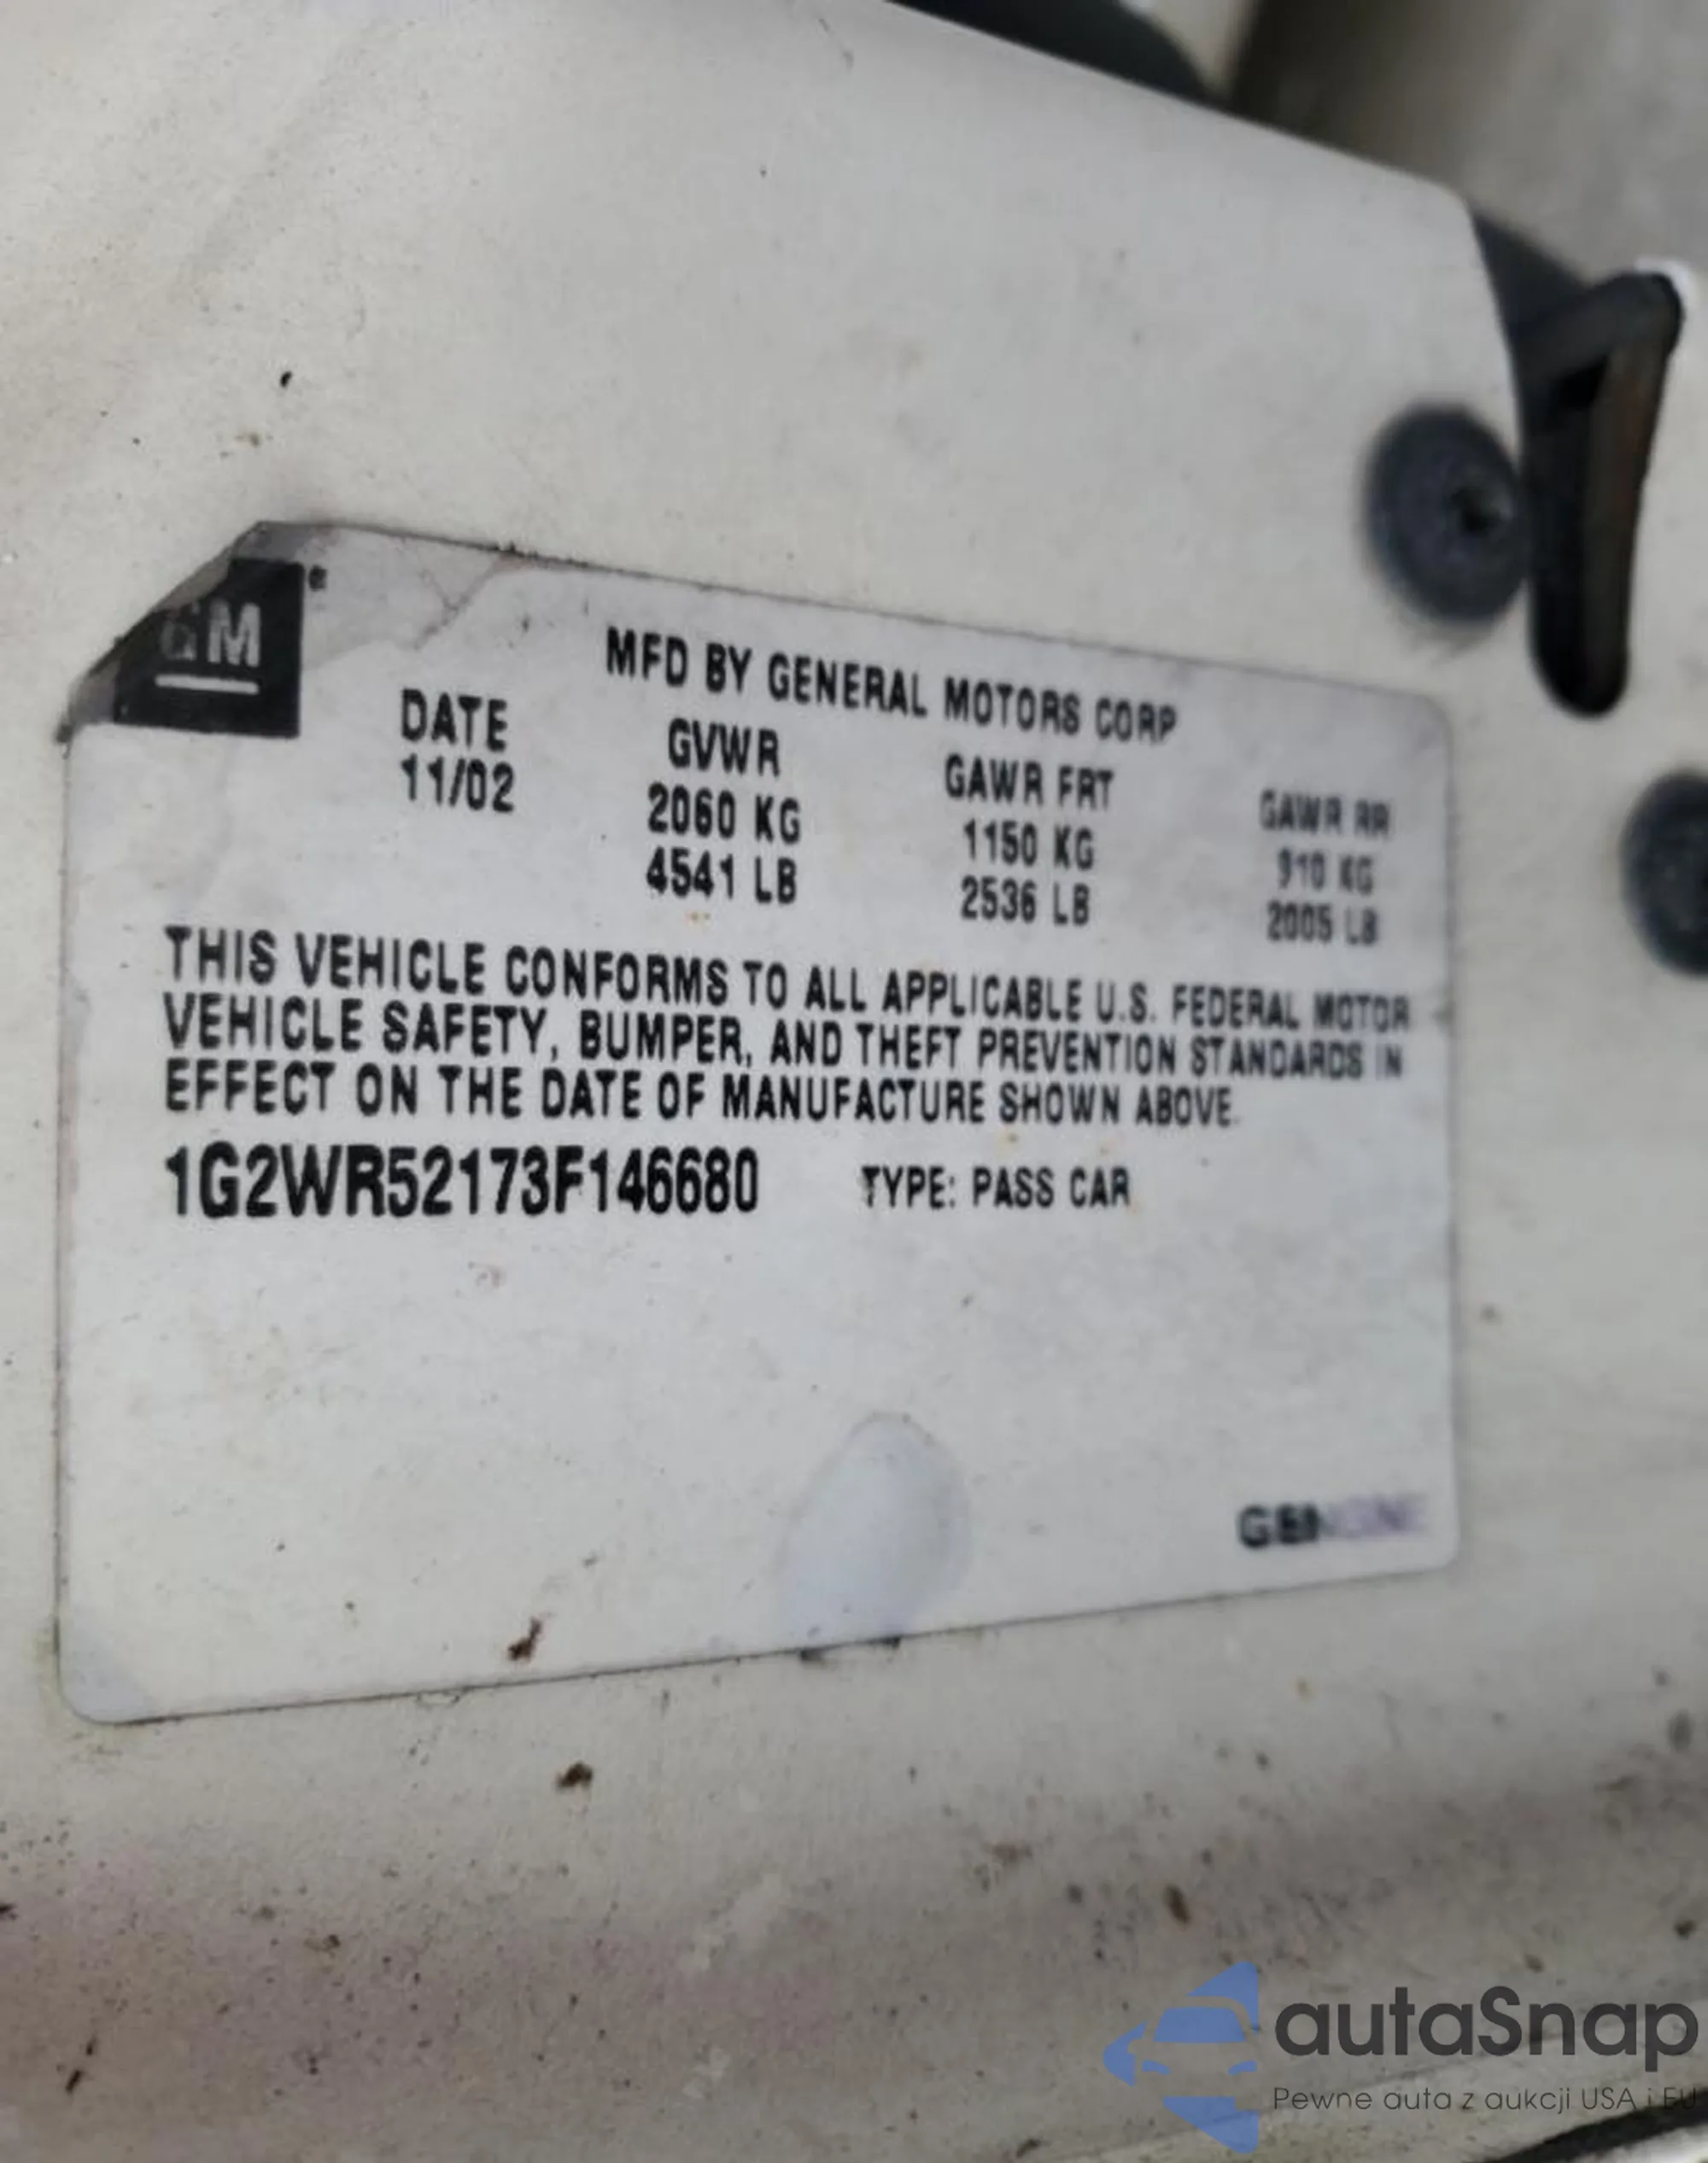 GM
MFD BY GENERAL MOTORS CORP
DATE GVWR GAWR FRT GAWR RR
11/02 2060 KG 1150 KG 910 KG
4541 LB 2536 LB 2005 LB
THIS VEHICLE CONFORMS TO ALL APPLICABLE U.S. FEDERAL MOTOR
VEHICLE SAFETY, BUMPER, AND THEFT PREVENTION STANDARDS IN
EFFECT ON THE DATE OF MANUFACTURE SHOWN ABOVE.
1G2WR52173F146680 TYPE: PASS CAR
autaSnap
Pewne auta z aukcji USA i EU